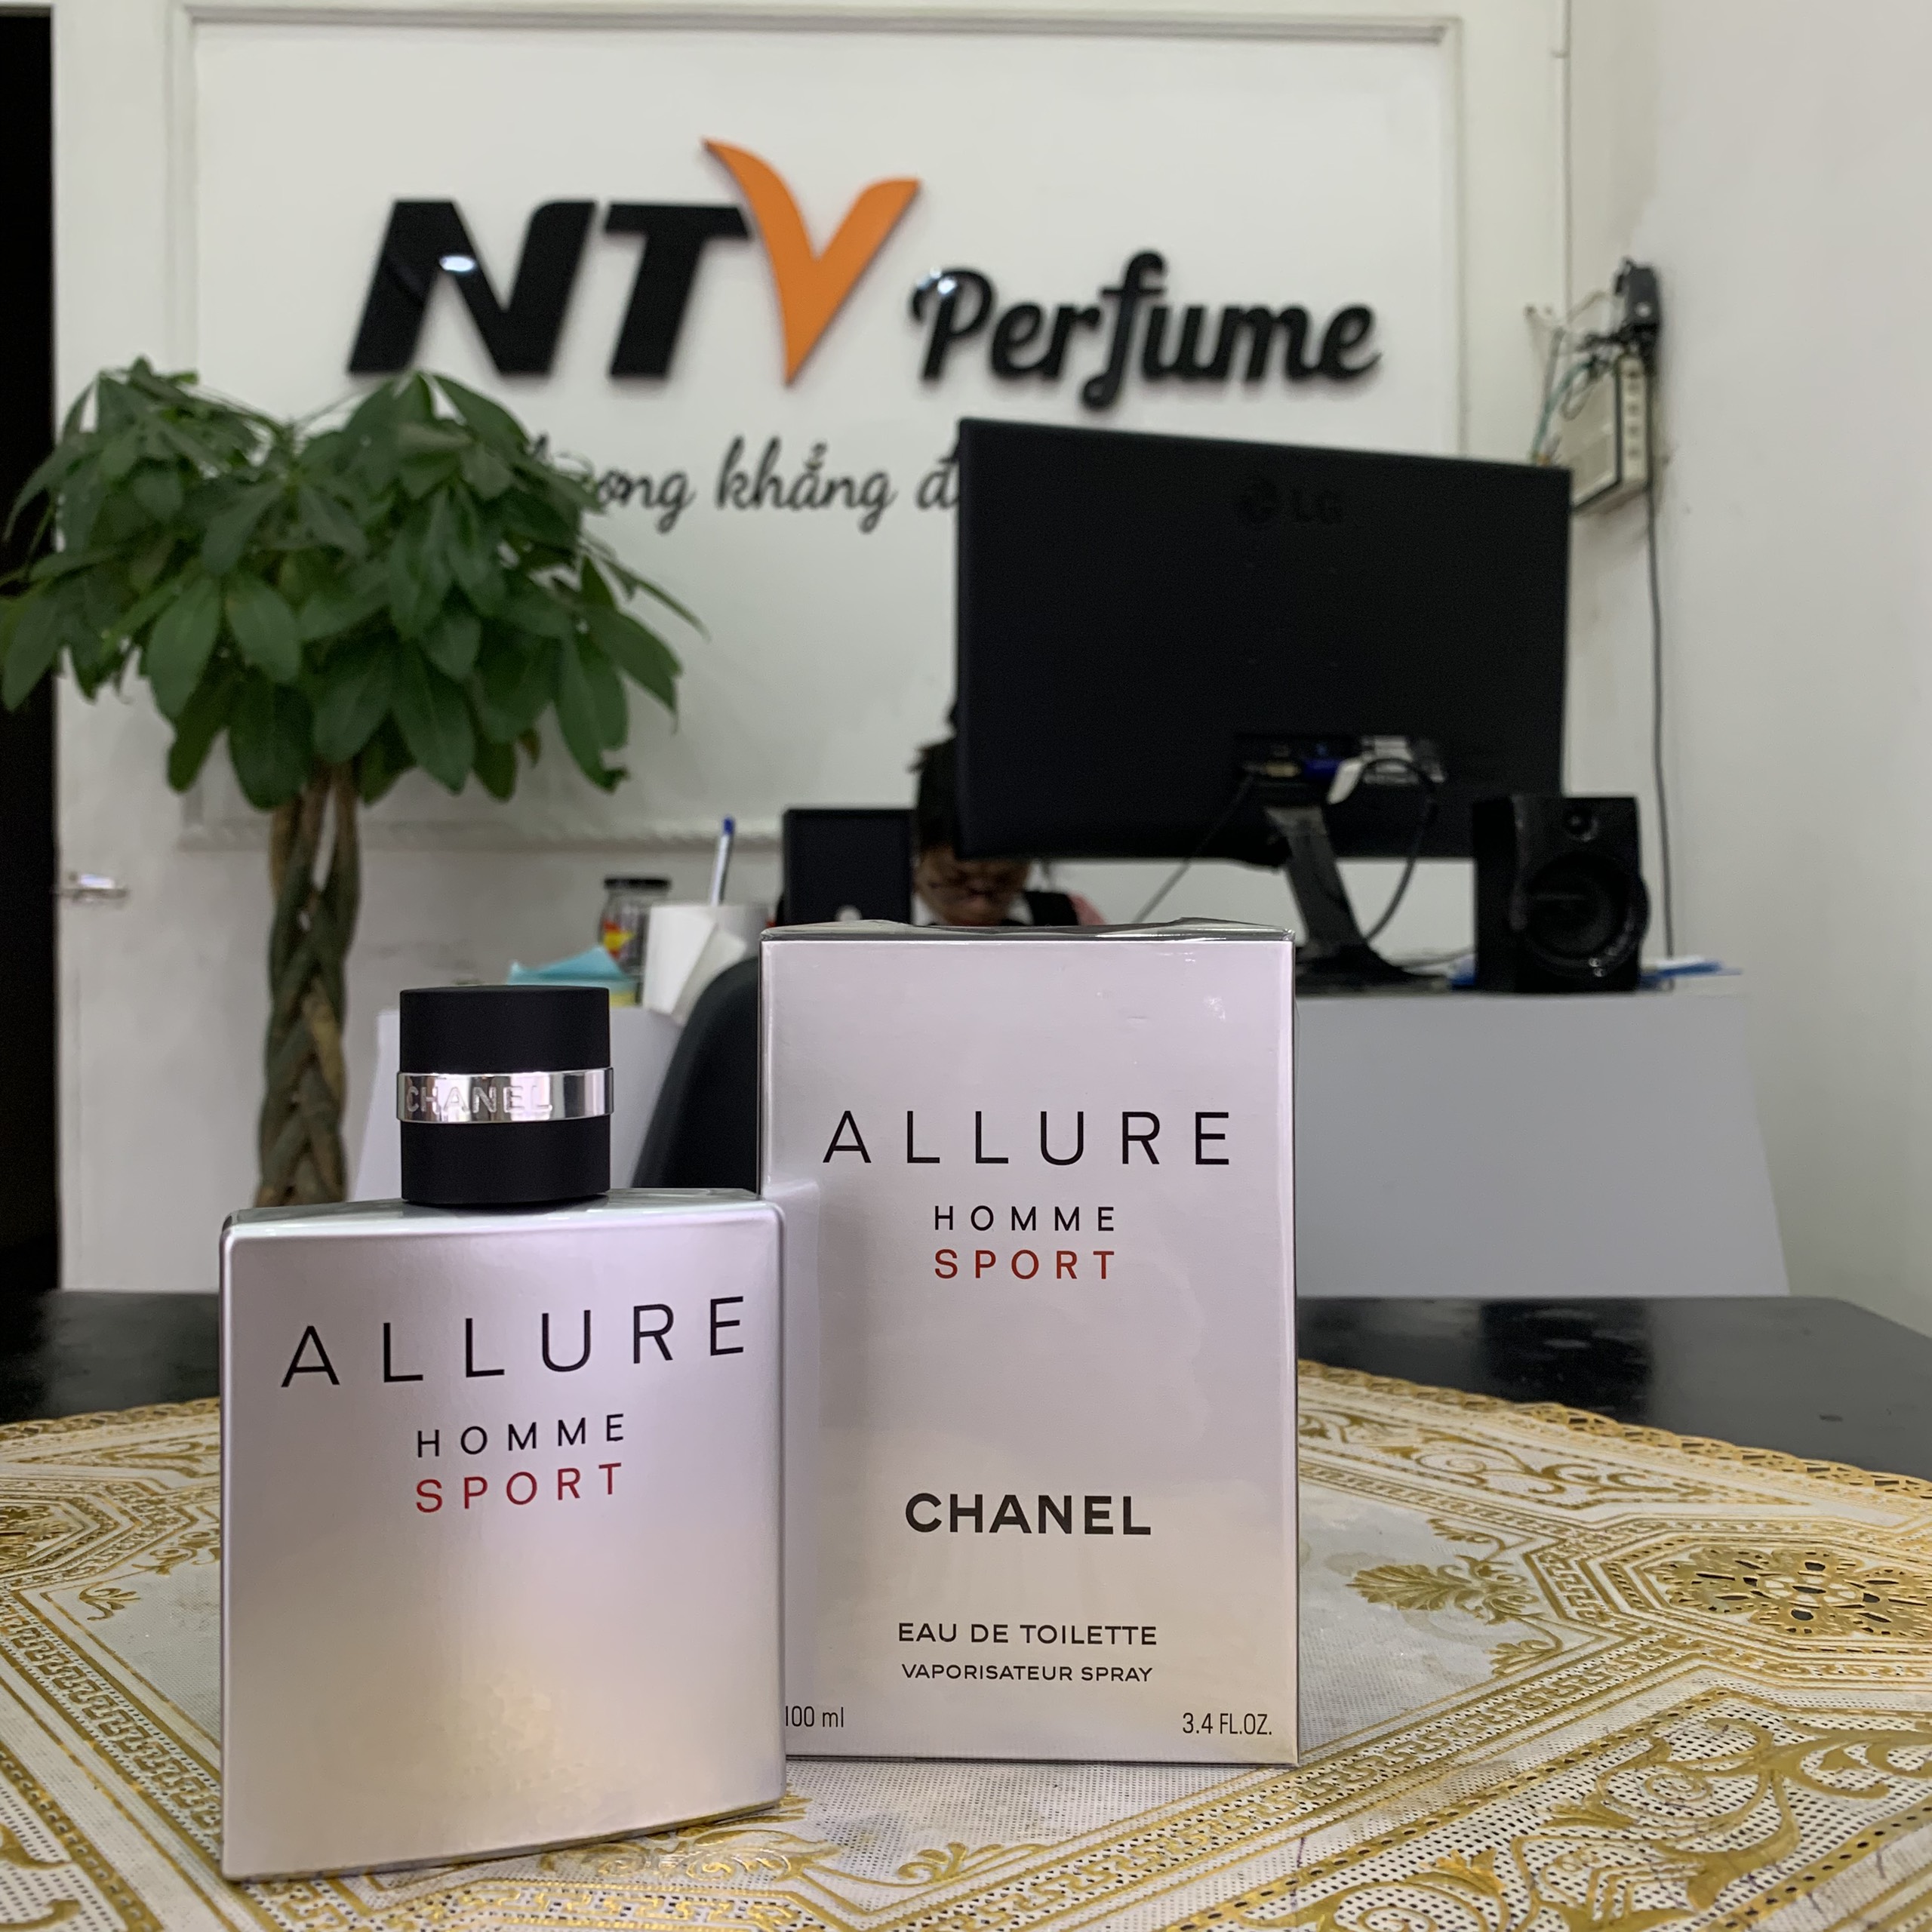 NTV Perfume
khẳng
LG
CHANEL
ALLURE
HOMME
SPORT
ALLURE
HOMME
SPORT
CHANEL
EAU DE TOILETTE
VAPORISATEUR SPRAY
100 ml 3.4 FL.OZ.